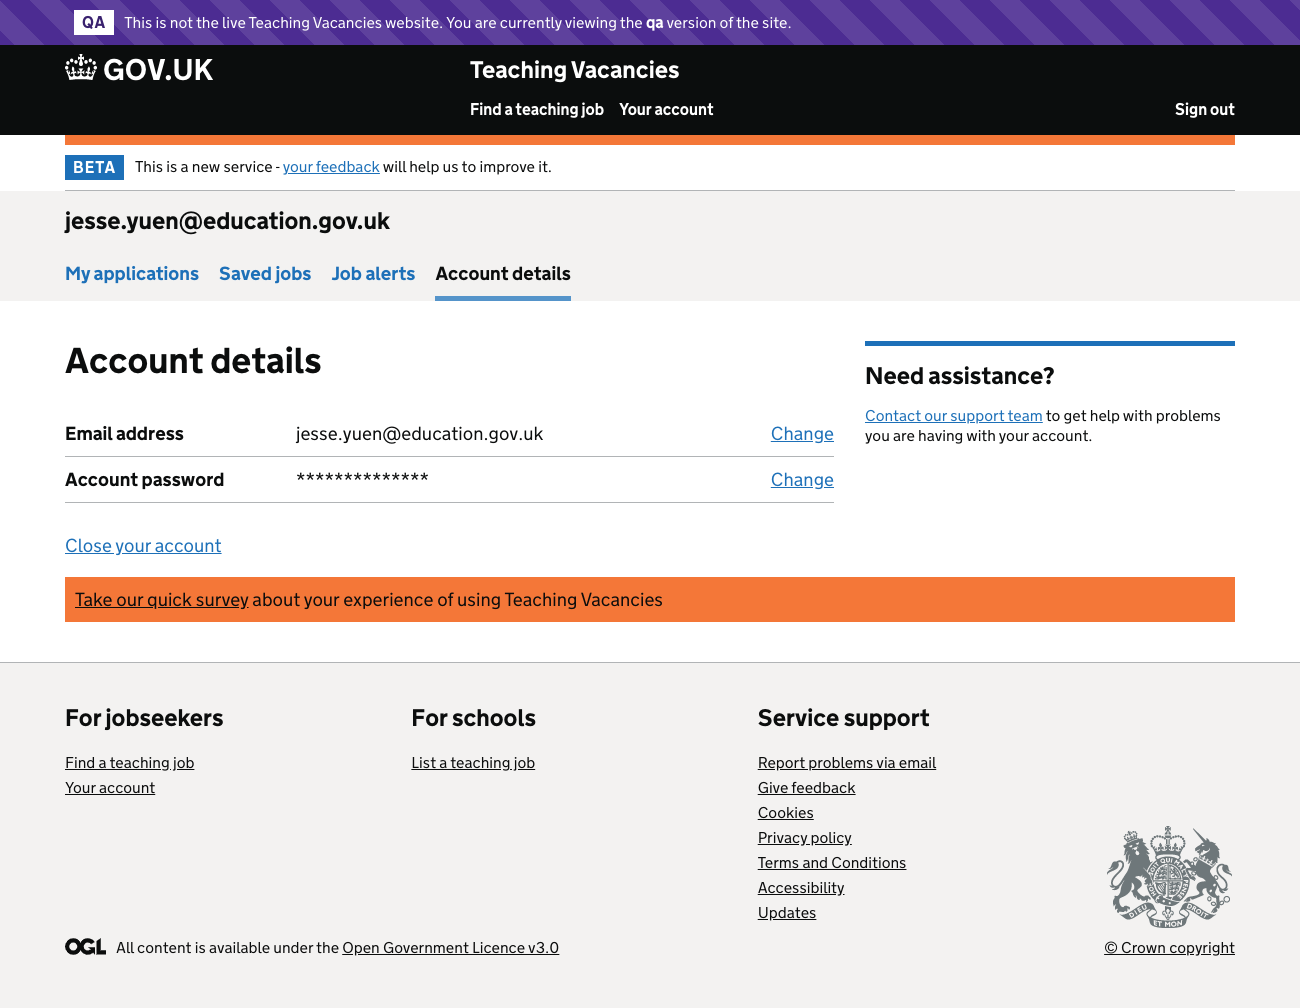 QA This is not the live Teaching Vacancies website. You are currently viewing the qa version of the site.
GOV.UK
Teaching Vacancies
Find a teaching job Your account Sign out
BETA This is a new service - your feedback will help us to improve it.
jesse.yuen@education.gov.uk
My applications Saved jobs Job alerts Account details
Account details
Email address jesse.yuen@education.gov.uk Change
Account password ************** Change
Close your account
Need assistance?
Contact our support team to get help with problems
you are having with your account.
Take our quick survey about your experience of using Teaching Vacancies
For jobseekers
Find a teaching job
Your account
For schools
List a teaching job
Service support
Report problems via email
Give feedback
Cookies
Privacy policy
Terms and Conditions
Accessibility
Updates
OGL All content is available under the Open Government Licence v3.0
DIEU ET MON DROIT
© Crown copyright